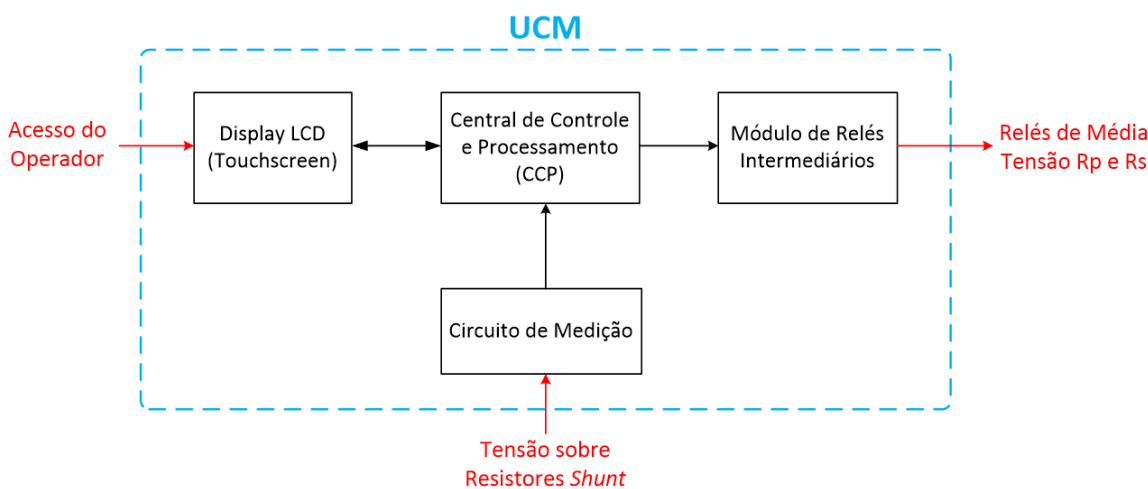 UCM
Acesso do
Operador
Display LCD
(Touchscreen)
Central de Controle
e Processamento
(CCP)
Módulo de Relés
Intermediários
Relés de Média
Tensão Rp e Rs
Circuito de Medição
Tensão sobre
Resistores Shunt